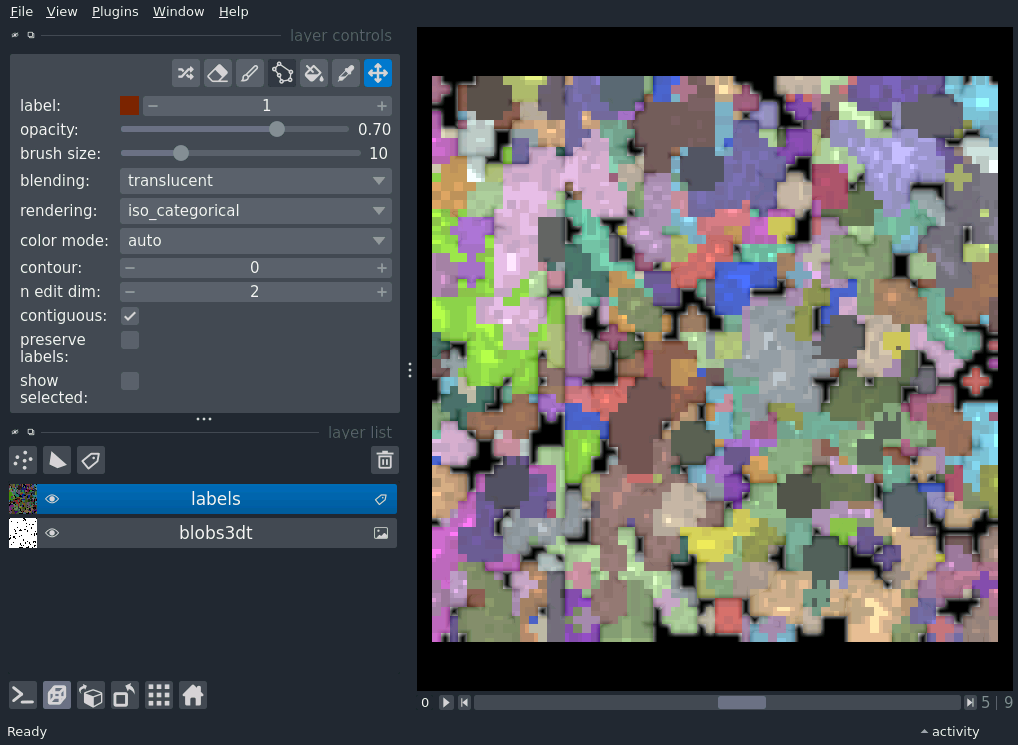 File View Plugins Window Help
layer controls
label: 1
opacity: 0.70
brush size: 10
blending: translucent
rendering: iso_categorical
color mode: auto
contour: 0
n edit dim: 2
contiguous:
preserve
labels:
show
selected:
layer list
labels
blobs3dt
0 5 | 9
Ready activity